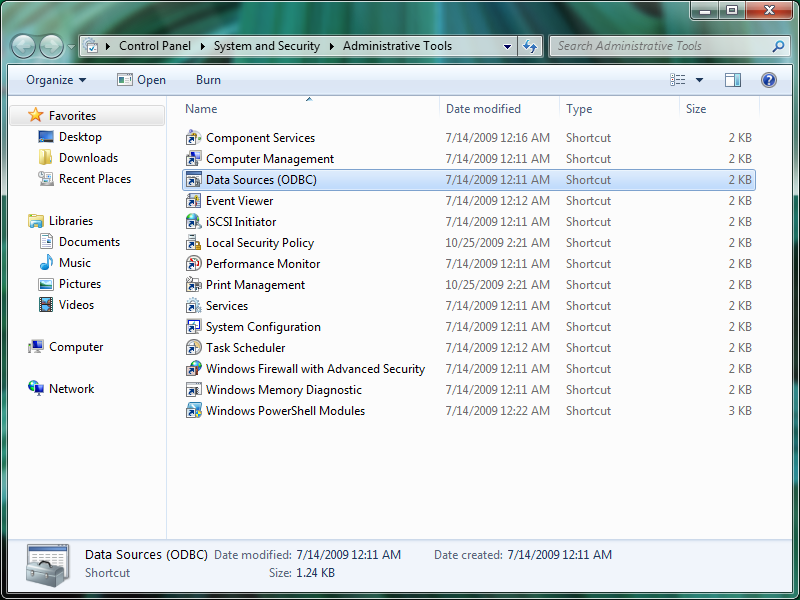 Control Panel System and Security Administrative Tools Search Administrative Tools
Organize Open Burn
Name Date modified Type Size
Favorites
Desktop
Downloads
Recent Places
Libraries
Documents
Music
Pictures
Videos
Computer
Network
Component Services 7/14/2009 12:16 AM Shortcut 2 KB
Computer Management 7/14/2009 12:11 AM Shortcut 2 KB
Data Sources (ODBC) 7/14/2009 12:11 AM Shortcut 2 KB
Event Viewer 7/14/2009 12:12 AM Shortcut 2 KB
iSCSI Initiator 7/14/2009 12:11 AM Shortcut 2 KB
Local Security Policy 10/25/2009 2:21 AM Shortcut 2 KB
Performance Monitor 7/14/2009 12:11 AM Shortcut 2 KB
Print Management 10/25/2009 2:21 AM Shortcut 2 KB
Services 7/14/2009 12:11 AM Shortcut 2 KB
System Configuration 7/14/2009 12:11 AM Shortcut 2 KB
Task Scheduler 7/14/2009 12:12 AM Shortcut 2 KB
Windows Firewall with Advanced Security 7/14/2009 12:11 AM Shortcut 2 KB
Windows Memory Diagnostic 7/14/2009 12:11 AM Shortcut 2 KB
Windows PowerShell Modules 7/14/2009 12:22 AM Shortcut 3 KB
Data Sources (ODBC) Date modified: 7/14/2009 12:11 AM Date created: 7/14/2009 12:11 AM
Shortcut Size: 1.24 KB